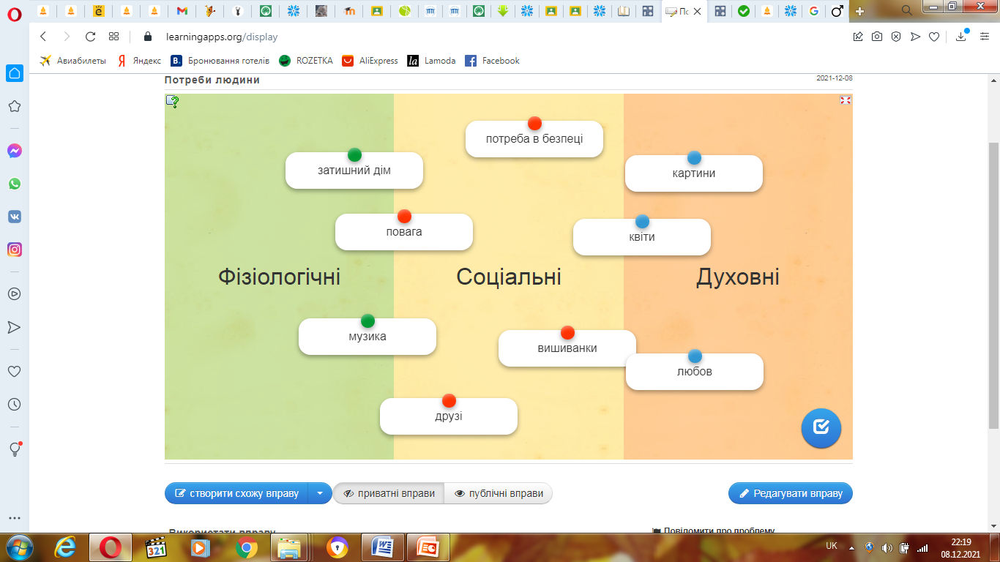 По
learningapps.org/display
Авиабилеты
Яндекс
Бронювання готелів
ROZETKA
AliExpress
Lamoda
Facebook
Потреби людини
2021-12-08
потреба в безпеці
затишний дім
картини
повага
квіти
Фізіологічні
Соціальні
Духовні
музика
вишиванки
любов
друзі
створити схожу вправу
приватні вправи
публічні вправи
Редагувати вправу
Використати вправу
Повідомити про проблему
UK
22:19
08.12.2021